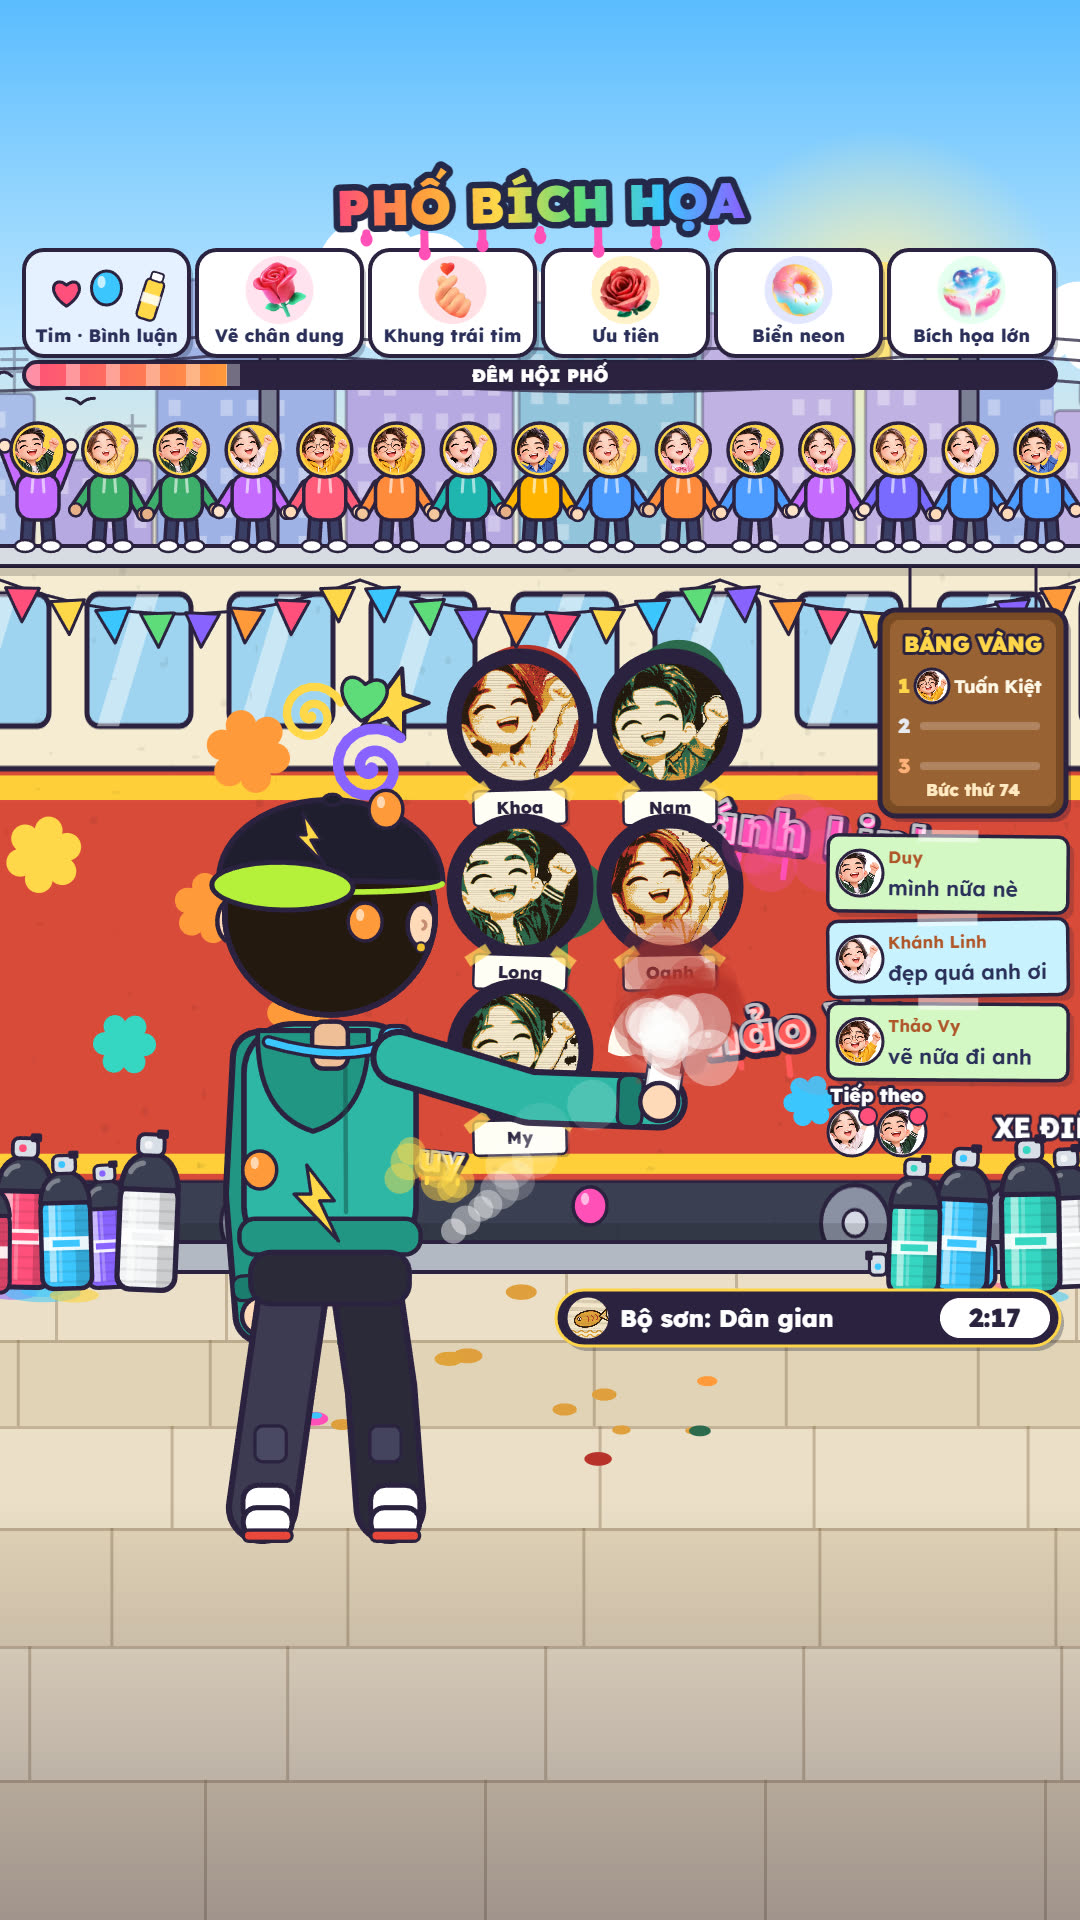 PHỐ BÍCH HỌA
Tim · Bình luận
Vẽ chân dung
Khung trái tim
Ưu tiên
Biển neon
Bích họa lớn
ĐÊM HỘI PHỐ
BẢNG VÀNG
1 Tuấn Kiệt
2
3
Bức thứ 74
Khoa
Nam
Long
Oanh
My
Duy
mình nữa nè
Khánh Linh
đẹp quá anh ơi
Thảo Vy
vẽ nữa đi anh
Tiếp theo
Bộ sơn: Dân gian
2:17